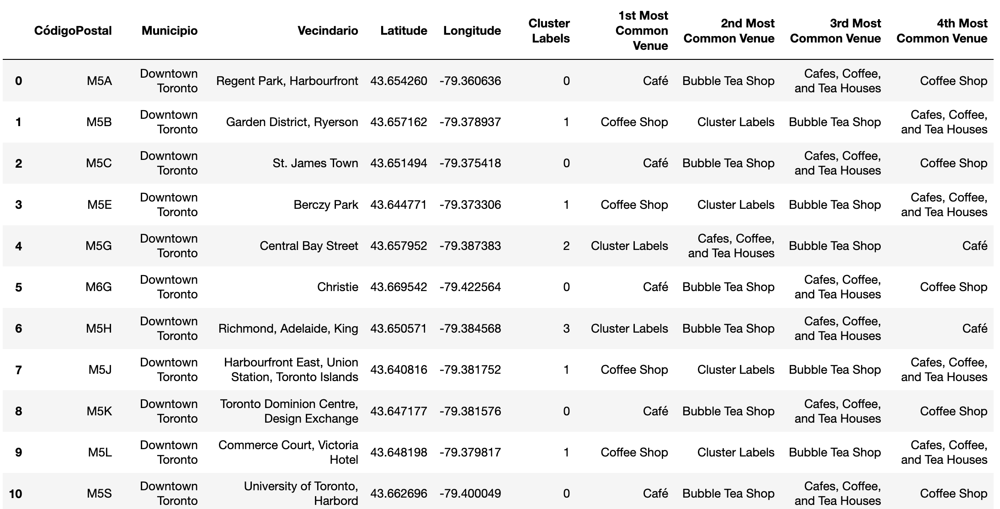 CódigoPostal Municipio Vecindario Latitude Longitude Cluster Labels 1st Most Common Venue 2nd Most Common Venue 3rd Most Common Venue 4th Most Common Venue
0 M5A Downtown Toronto Regent Park, Harbourfront 43.654260 -79.360636 0 Café Bubble Tea Shop Cafes, Coffee, and Tea Houses Coffee Shop
1 M5B Downtown Toronto Garden District, Ryerson 43.657162 -79.378937 1 Coffee Shop Cluster Labels Bubble Tea Shop Cafes, Coffee, and Tea Houses
2 M5C Downtown Toronto St. James Town 43.651494 -79.375418 0 Café Bubble Tea Shop Cafes, Coffee, and Tea Houses Coffee Shop
3 M5E Downtown Toronto Berczy Park 43.644771 -79.373306 1 Coffee Shop Cluster Labels Bubble Tea Shop Cafes, Coffee, and Tea Houses
4 M5G Downtown Toronto Central Bay Street 43.657952 -79.387383 2 Cluster Labels Cafes, Coffee, and Tea Houses Bubble Tea Shop Café
5 M6G Downtown Toronto Christie 43.669542 -79.422564 0 Café Bubble Tea Shop Cafes, Coffee, and Tea Houses Coffee Shop
6 M5H Downtown Toronto Richmond, Adelaide, King 43.650571 -79.384568 3 Cluster Labels Bubble Tea Shop Cafes, Coffee, and Tea Houses Café
7 M5J Downtown Toronto Harbourfront East, Union Station, Toronto Islands 43.640816 -79.381752 1 Coffee Shop Cluster Labels Bubble Tea Shop Cafes, Coffee, and Tea Houses
8 M5K Downtown Toronto Toronto Dominion Centre, Design Exchange 43.647177 -79.381576 0 Café Bubble Tea Shop Cafes, Coffee, and Tea Houses Coffee Shop
9 M5L Downtown Toronto Commerce Court, Victoria Hotel 43.648198 -79.379817 1 Coffee Shop Cluster Labels Bubble Tea Shop Cafes, Coffee, and Tea Houses
10 M5S Downtown Toronto University of Toronto, Harbord 43.662696 -79.400049 0 Café Bubble Tea Shop Cafes, Coffee, and Tea Houses Coffee Shop